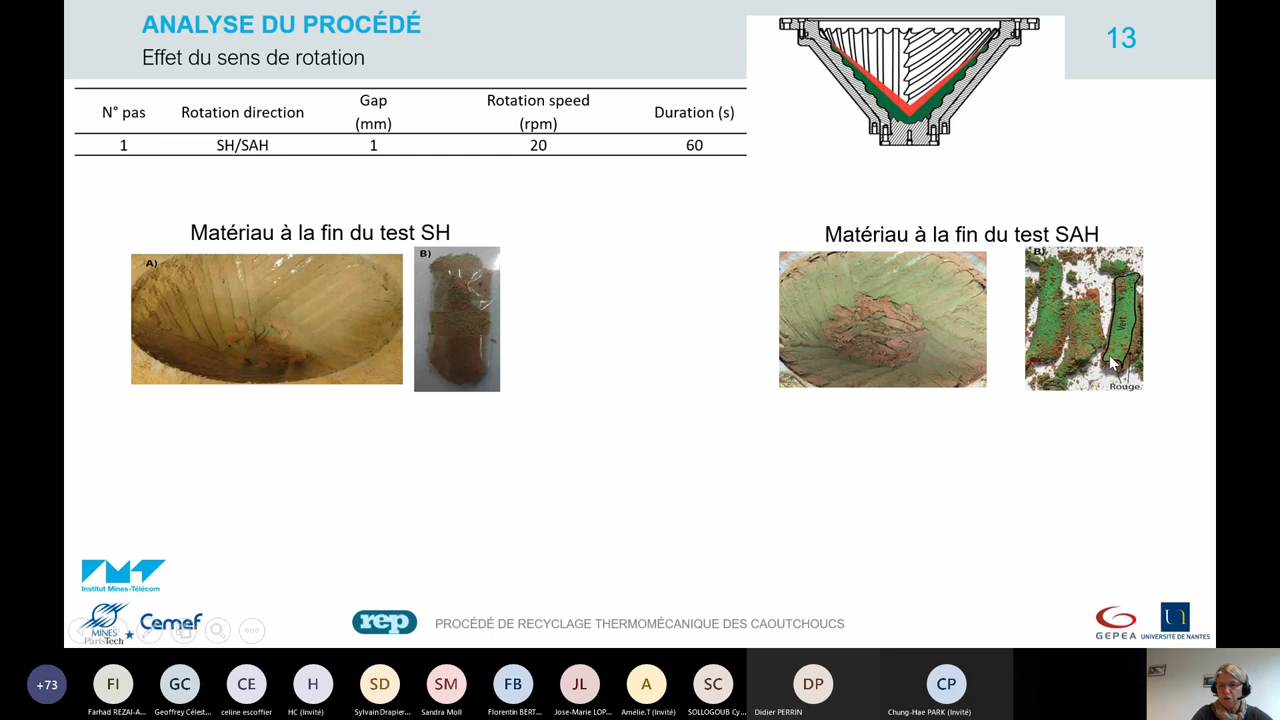 ANALYSE DU PROCÉDÉ
Effet du sens de rotation
13
N° pas Rotation direction Gap (mm) Rotation speed (rpm) Duration (s)
1 SH/SAH 1 20 60
Matériau à la fin du test SH
Matériau à la fin du test SAH
A)
B)
B)
Vert
Rouge
Institut Mines-Télécom
MINES
ParisTech
Cemef
rep
PROCÉDÉ DE RECYCLAGE THERMOMÉCANIQUE DES CAOUTCHOUCS
GEPEA
UNIVERSITÉ DE NANTES
+73
FI
GC
CE
H
SD
SM
FB
JL
A
SC
DP
CP
Farhad REZAI-A...
Geoffrey Célest...
celine escoffier
HC (Invité)
Sylvain Drapier...
Sandra Moll
Florentin BERT...
Jose-Marie LOP...
Amélie.T (Invité)
SOLLOGOUB Cy...
Didier PERRIN
Chung-Hae PARK (Invité)